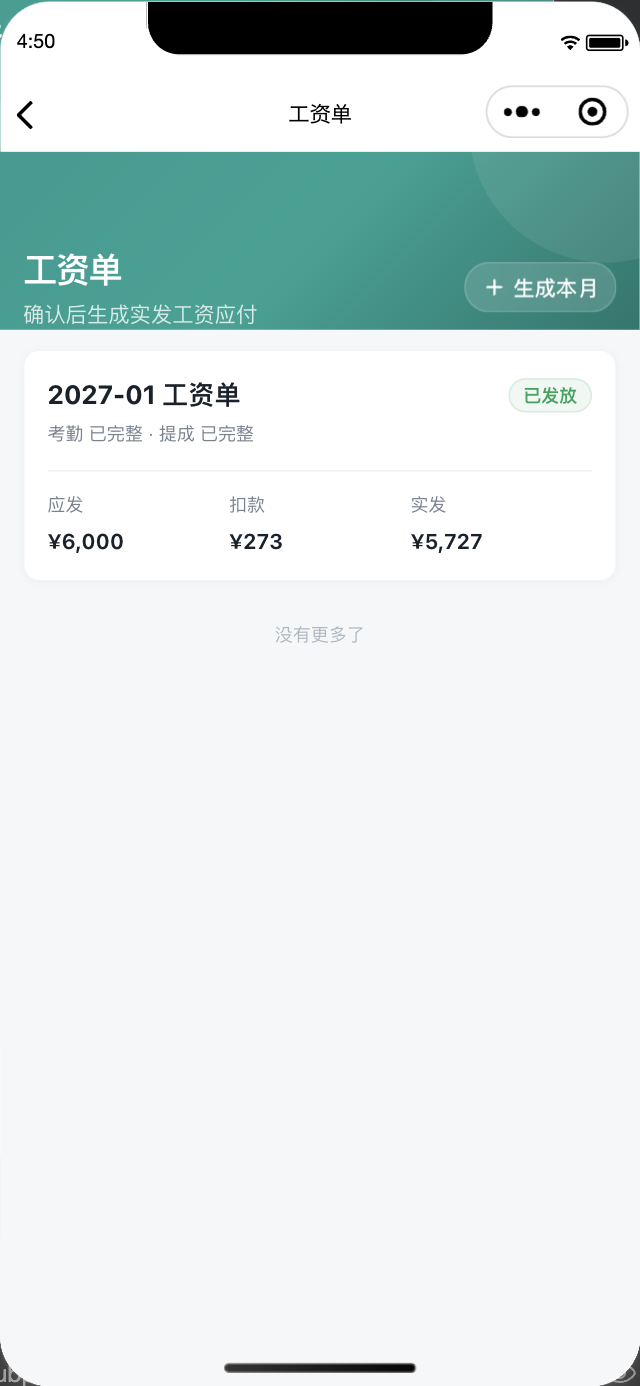 4:50
工资单
工资单
+ 生成本月
确认后生成实发工资应付
2027-01 工资单
已发放
考勤 已完整 · 提成 已完整
应发 扣款 实发
¥6,000 ¥273 ¥5,727
没有更多了